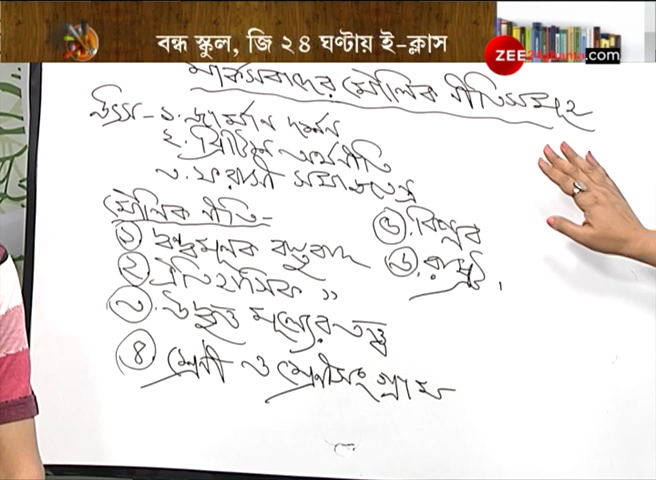 বন্ধ স্কুল, জি ২৪ ঘণ্টায় ই-ক্লাস
ZEE24ghanta.com
মার্কসবাদের মৌলিক নীতিসমূহ
উৎস - ১. জার্মান দর্শন
২. ব্রিটিশ অর্থনীতি
৩. ফরাসী সমাজতন্ত্র
মৌলিক নীতি -
১ দ্বন্দ্বমূলক বস্তুবাদ
২ ঐতিহাসিক "
৩. উদ্বৃত্ত মূল্যের তত্ত্ব
৪ শ্রেণী ও শ্রেণীসংগ্রাম
৫. বিপ্লব
৬. রাষ্ট্র